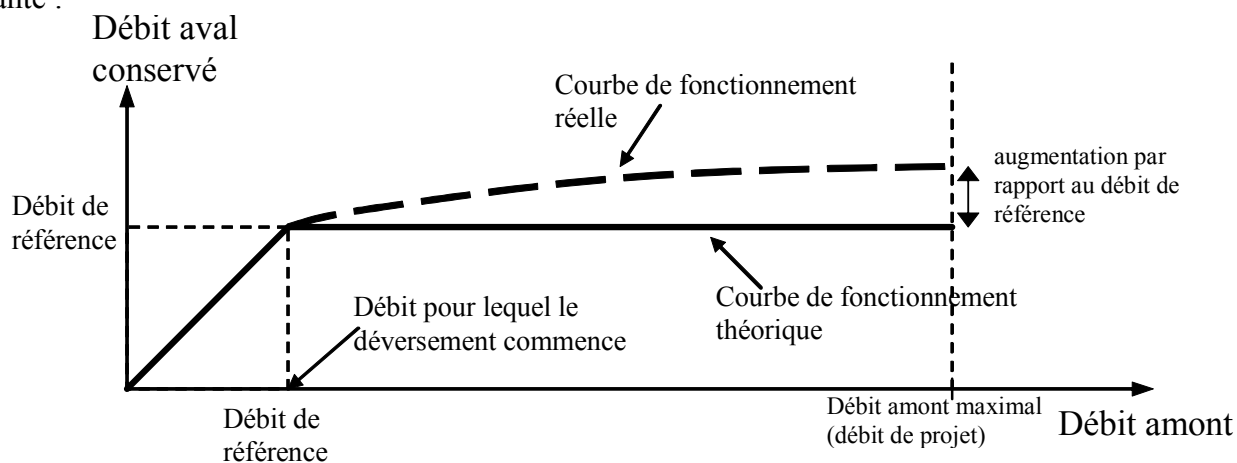 Débit aval
conservé
Courbe de fonctionnement
réelle
augmentation par
rapport au débit de
référence
Débit de
référence
Débit pour lequel le
déversement commence
Courbe de fonctionnement
théorique
Débit de
référence
Débit amont maximal
(débit de projet)
Débit amont